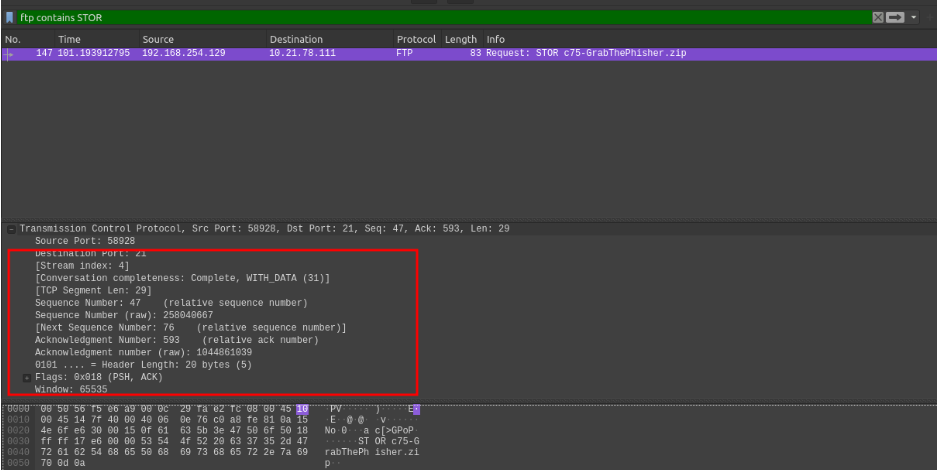 ftp contains STOR
No. Time Source Destination Protocol Length Info
147 101.193912795 192.168.254.129 10.21.78.111 FTP 83 Request: STOR c75-GrabThePhisher.zip
Transmission Control Protocol, Src Port: 58928, Dst Port: 21, Seq: 47, Ack: 593, Len: 29
Source Port: 58928
Destination Port: 21
[Stream index: 4]
[Conversation completeness: Complete, WITH_DATA (31)]
[TCP Segment Len: 29]
Sequence Number: 47 (relative sequence number)
Sequence Number (raw): 258040667
[Next Sequence Number: 76 (relative sequence number)]
Acknowledgment Number: 593 (relative ack number)
Acknowledgment number (raw): 1044861039
0101 .... = Header Length: 20 bytes (5)
Flags: 0x018 (PSH, ACK)
Window: 65535
0000 00 50 56 f5 e6 a9 00 0c 29 fa e2 fc 08 00 45 10 ·PV····· )·····E·
0010 00 45 14 7f 40 00 40 06 0e 76 c0 a8 fe 81 0a 15 ·E··@·@· ·v······
0020 4e 6f e6 30 00 15 0f 61 63 5b 3e 47 50 6f 50 18 No·0···a c[>GPoP·
0030 ff ff 17 e6 00 00 53 54 4f 52 20 63 37 35 2d 47 ······ST OR c75-G
0040 72 61 62 54 68 65 50 68 69 73 68 65 72 2e 7a 69 rabThePh isher.zi
0050 70 0d 0a p··